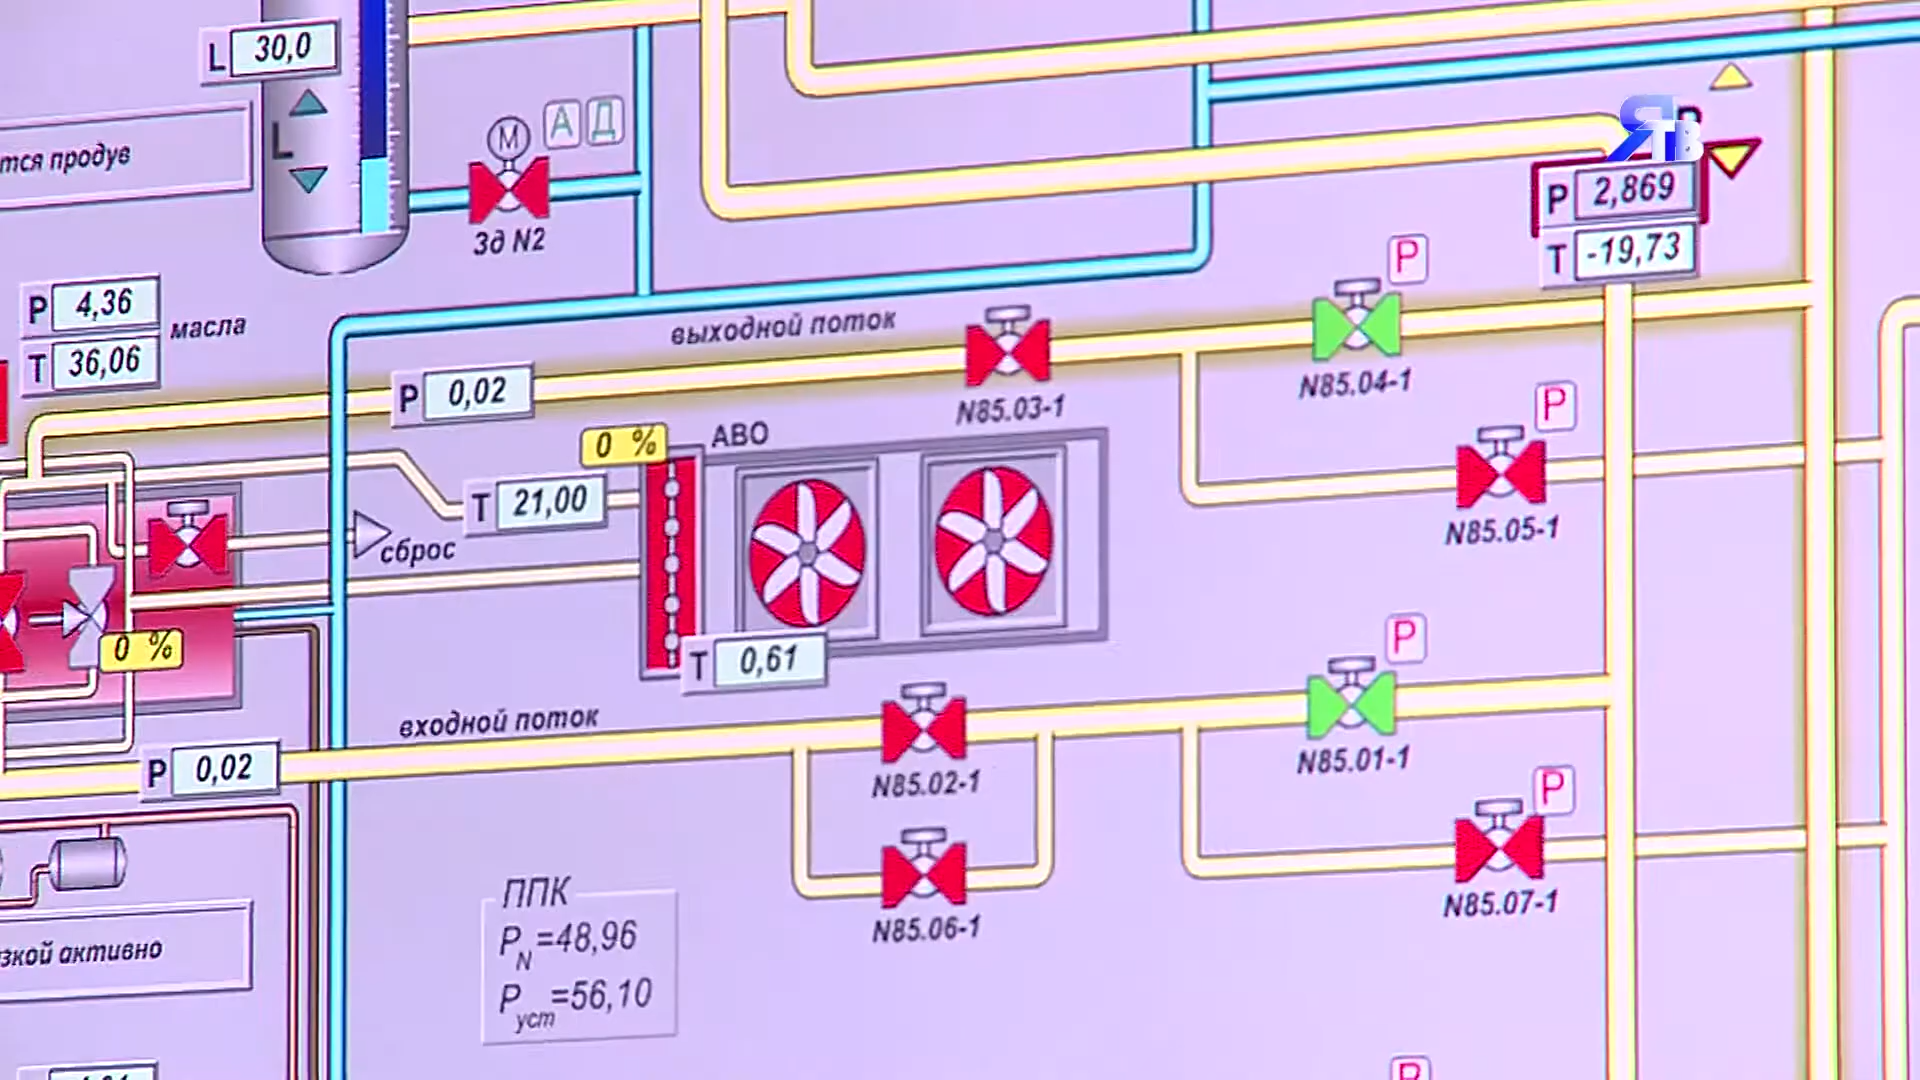 L 30,0
L
тся продув
M
А Д
Зд N2
ЯТВ
P 2,869
T -19,73
P 4,36
T 36,06
масла
выходной поток
P 0,02
N85.03-1
P
N85.04-1
P
N85.05-1
0 %
АВО
T 21,00
сброс
0 %
T 0,61
входной поток
P 0,02
N85.02-1
P
N85.01-1
P
N85.07-1
N85.06-1
ППК
P N =48,96
P уст =56,10
зкой активно
P